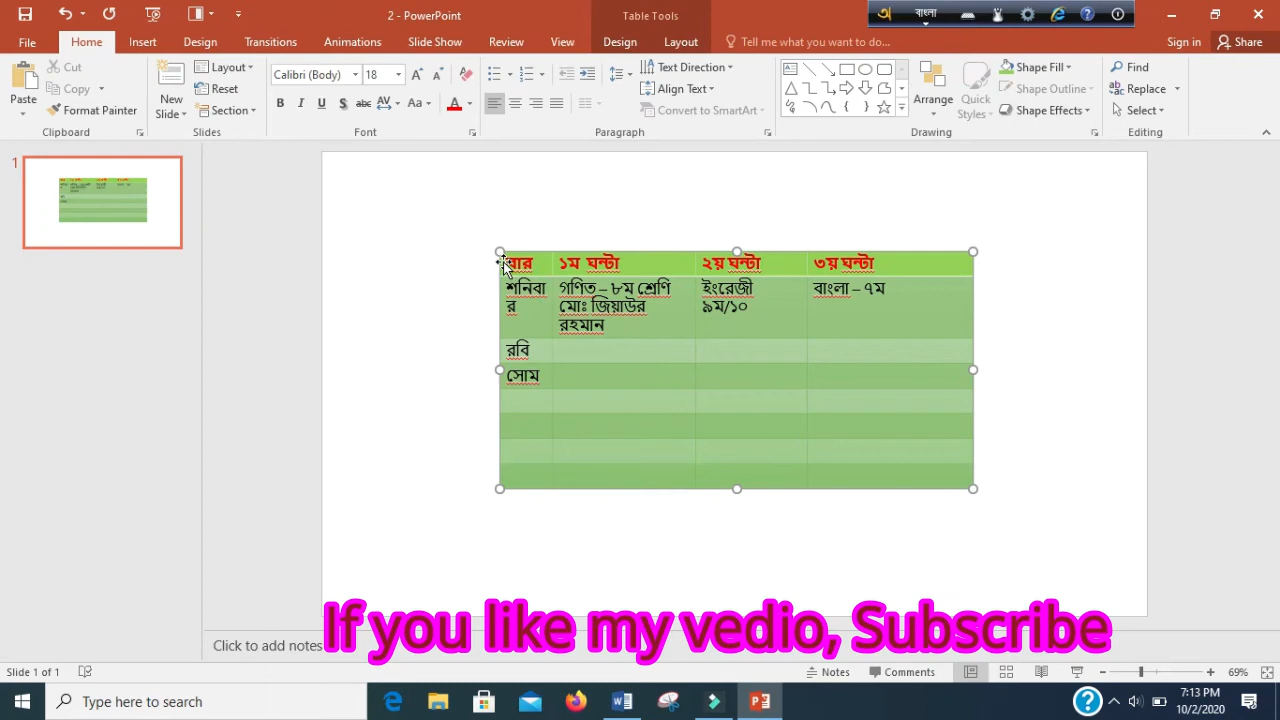 2 - PowerPoint
Table Tools
বাংলা
File
Home
Insert
Design
Transitions
Animations
Slide Show
Review
View
Design
Layout
Tell me what you want to do...
Sign in
Share
Paste
Cut
Copy
Format Painter
Clipboard
New
Slide
Layout
Reset
Section
Slides
Calibri (Body)
18
Font
Paragraph
Text Direction
Align Text
Convert to SmartArt
Arrange
Quick
Styles
Shape Fill
Shape Outline
Shape Effects
Drawing
Find
Replace
Select
Editing
1
বার ১ম ঘন্টা ২য় ঘন্টা ৩য় ঘন্টা
শনিবা
র
গণিত – ৮ম শ্রেণি
মোঃ জিয়াউর
রহমান
ইংরেজী
৯ম/১০
বাংলা – ৭ম
রবি
সোম
Click to add notes
If you like my vedio, Subscribe
Slide 1 of 1
Notes
Comments
69%
Type here to search
7:13 PM
10/2/2020